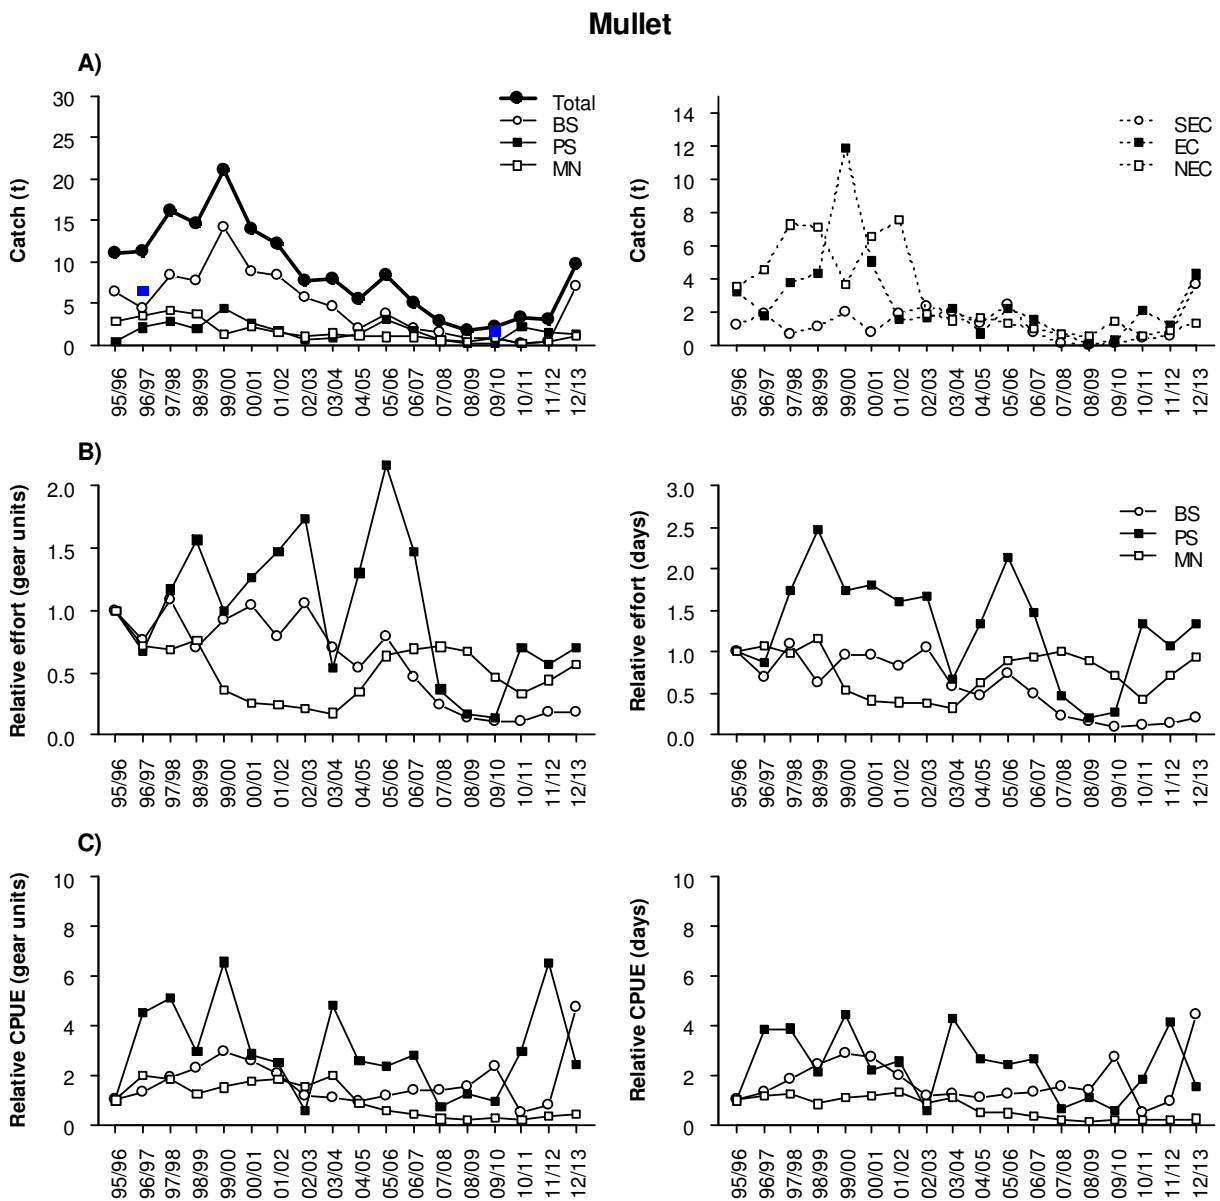 Mullet
A)
Catch (t)
30
25
20
15
10
5
0
Total
BS
PS
MN
95/96 96/97 97/98 98/99 99/00 00/01 01/02 02/03 03/04 04/05 05/06 06/07 07/08 08/09 09/10 10/11 11/12 12/13
Catch (t)
14
12
10
8
6
4
2
0
SEC
EC
NEC
95/96 96/97 97/98 98/99 99/00 00/01 01/02 02/03 03/04 04/05 05/06 06/07 07/08 08/09 09/10 10/11 11/12 12/13
B)
Relative effort (gear units)
2.0
1.5
1.0
0.5
0.0
95/96 96/97 97/98 98/99 99/00 00/01 01/02 02/03 03/04 04/05 05/06 06/07 07/08 08/09 09/10 10/11 11/12 12/13
Relative effort (days)
3.0
2.5
2.0
1.5
1.0
0.5
0.0
BS
PS
MN
95/96 96/97 97/98 98/99 99/00 00/01 01/02 02/03 03/04 04/05 05/06 06/07 07/08 08/09 09/10 10/11 11/12 12/13
C)
Relative CPUE (gear units)
10
8
6
4
2
0
95/96 96/97 97/98 98/99 99/00 00/01 01/02 02/03 03/04 04/05 05/06 06/07 07/08 08/09 09/10 10/11 11/12 12/13
Relative CPUE (days)
10
8
6
4
2
0
95/96 96/97 97/98 98/99 99/00 00/01 01/02 02/03 03/04 04/05 05/06 06/07 07/08 08/09 09/10 10/11 11/12 12/13